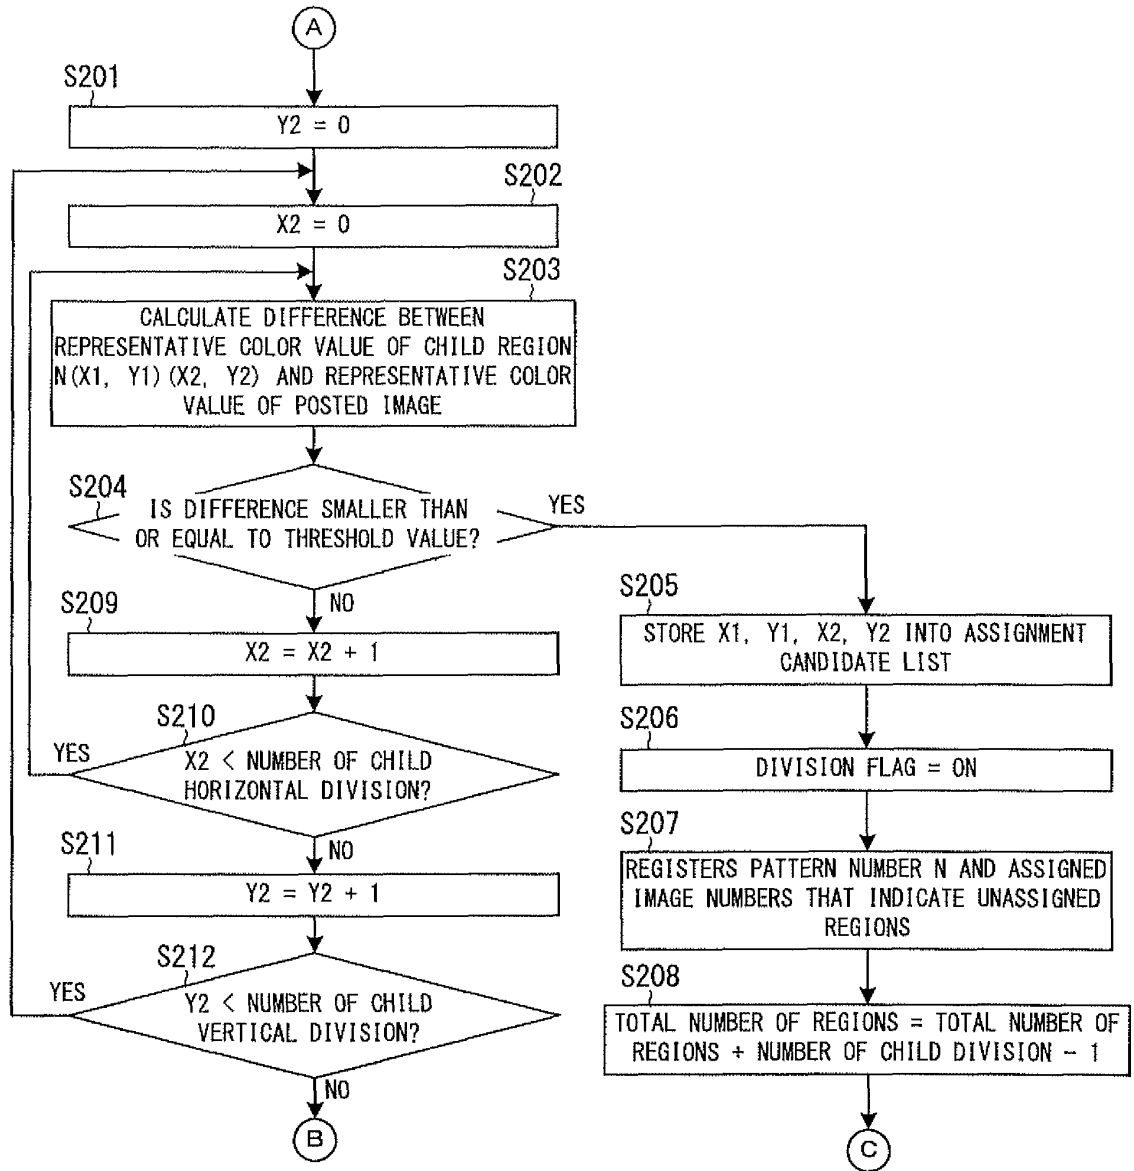 A
S201
Y2 = 0
S202
X2 = 0
S203
CALCULATE DIFFERENCE BETWEEN
REPRESENTATIVE COLOR VALUE OF CHILD REGION
N(X1, Y1)(X2, Y2) AND REPRESENTATIVE COLOR
VALUE OF POSTED IMAGE
S204
IS DIFFERENCE SMALLER THAN
OR EQUAL TO THRESHOLD VALUE?
YES
NO
S209
X2 = X2 + 1
S210
YES
X2 < NUMBER OF CHILD
HORIZONTAL DIVISION?
NO
S211
Y2 = Y2 + 1
S212
YES
Y2 < NUMBER OF CHILD
VERTICAL DIVISION?
NO
B
S205
STORE X1, Y1, X2, Y2 INTO ASSIGNMENT
CANDIDATE LIST
S206
DIVISION FLAG = ON
S207
REGISTERS PATTERN NUMBER N AND ASSIGNED
IMAGE NUMBERS THAT INDICATE UNASSIGNED
REGIONS
S208
TOTAL NUMBER OF REGIONS = TOTAL NUMBER OF
REGIONS + NUMBER OF CHILD DIVISION - 1
C